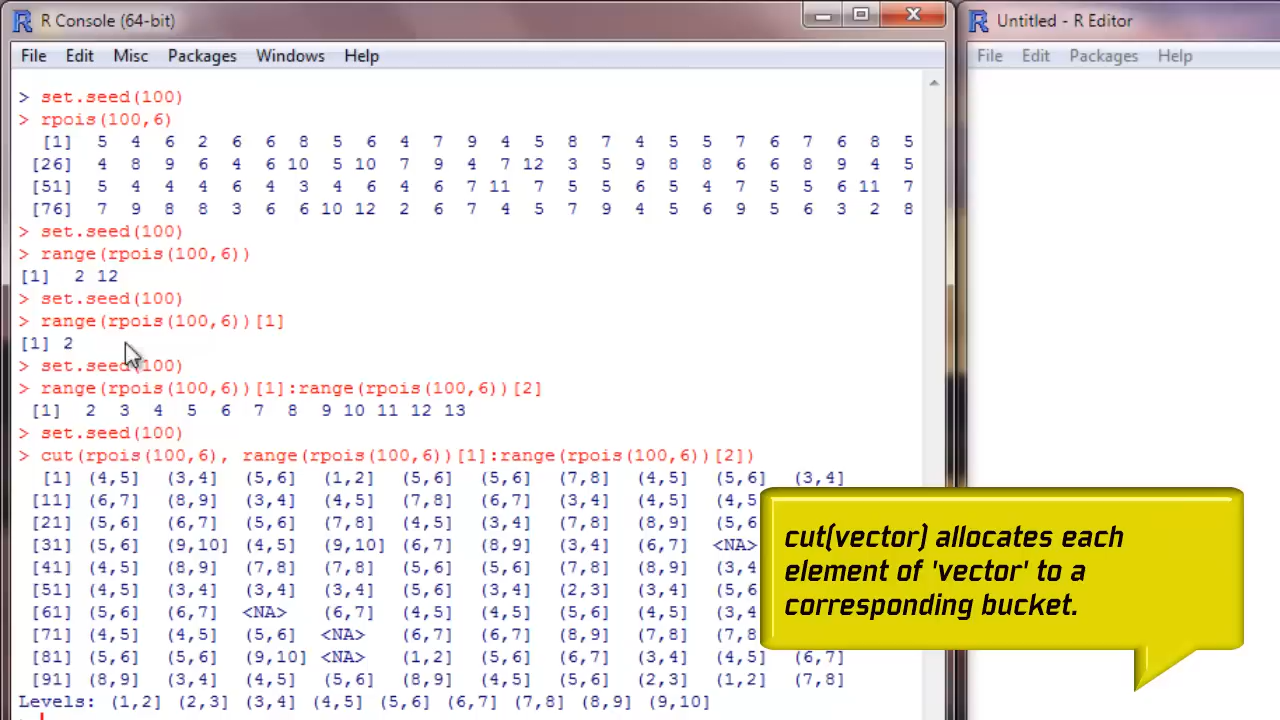 R Console (64-bit)
File Edit Misc Packages Windows Help
> set.seed(100)
> rpois(100,6)
[1] 5 4 6 2 6 6 8 5 6 4 7 9 4 5 8 7 4 5 5 7 6 7 6 8 5
[26] 4 8 9 6 4 6 10 5 10 7 9 4 7 12 3 5 9 8 8 6 6 8 9 4 5
[51] 5 4 4 4 6 4 3 4 6 4 6 7 11 7 5 5 6 5 4 7 5 5 6 11 7
[76] 7 9 8 8 3 6 6 10 12 2 6 7 4 5 7 9 4 5 6 9 5 6 3 2 8
> set.seed(100)
> range(rpois(100,6))
[1] 2 12
> set.seed(100)
> range(rpois(100,6))[1]
[1] 2
> set.seed(100)
> range(rpois(100,6))[1]:range(rpois(100,6))[2]
[1] 2 3 4 5 6 7 8 9 10 11 12 13
> set.seed(100)
> cut(rpois(100,6), range(rpois(100,6))[1]:range(rpois(100,6))[2])
[1] (4,5] (3,4] (5,6] (1,2] (5,6] (5,6] (7,8] (4,5] (5,6] (3,4]
[11] (6,7] (8,9] (3,4] (4,5] (7,8] (6,7] (3,4] (4,5] (4,5
[21] (5,6] (6,7] (5,6] (7,8] (4,5] (3,4] (7,8] (8,9] (5,6
[31] (5,6] (9,10] (4,5] (9,10] (6,7] (8,9] (3,4] (6,7] <NA>
[41] (4,5] (8,9] (7,8] (7,8] (5,6] (5,6] (7,8] (8,9] (3,4
[51] (4,5] (3,4] (3,4] (3,4] (5,6] (3,4] (2,3] (3,4] (5,6
[61] (5,6] (6,7] <NA> (6,7] (4,5] (4,5] (5,6] (4,5] (3,4
[71] (4,5] (4,5] (5,6] <NA> (6,7] (6,7] (8,9] (7,8] (7,8
[81] (5,6] (5,6] (9,10] <NA> (1,2] (5,6] (6,7] (3,4] (4,5] (6,7]
[91] (8,9] (3,4] (4,5] (5,6] (8,9] (4,5] (5,6] (2,3] (1,2] (7,8]
Levels: (1,2] (2,3] (3,4] (4,5] (5,6] (6,7] (7,8] (8,9] (9,10]
Untitled - R Editor
File Edit Packages Help
cut(vector) allocates each
element of 'vector' to a
corresponding bucket.